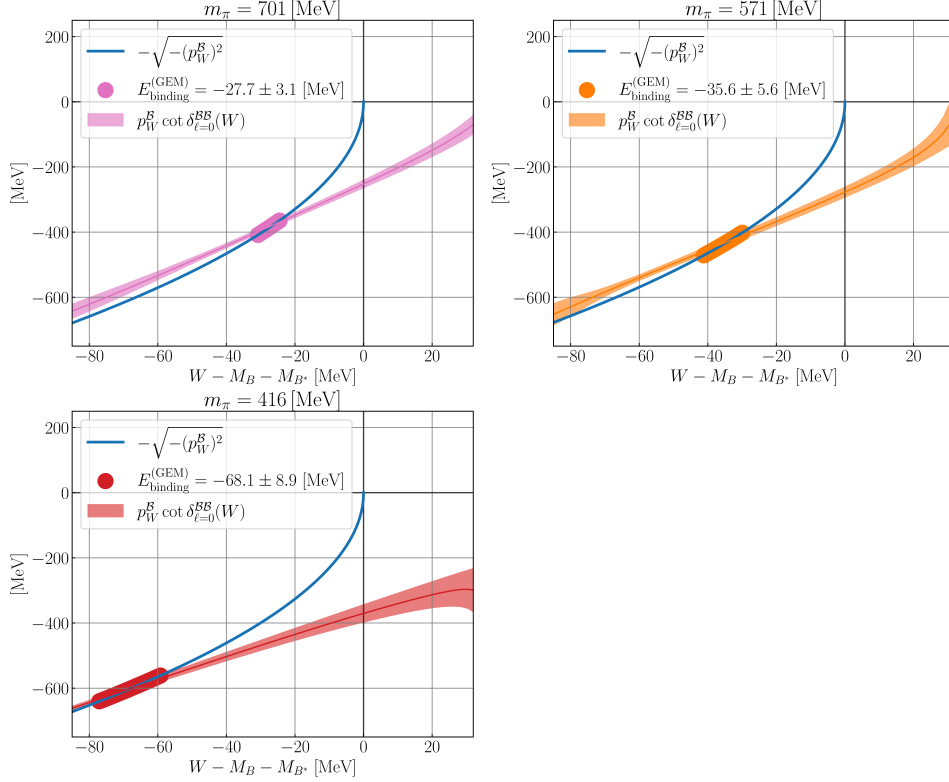 m_π = 701 [MeV]
200
0
−200
−400
−600
[MeV]
−√−(p_W^𝓑)²
E_binding^(GEM) = −27.7 ± 3.1 [MeV]
p_W^𝓑 cot δ_{ℓ=0}^{𝓑𝓑}(W)
−80 −60 −40 −20 0 20
W − M_B − M_{B*} [MeV]
m_π = 571 [MeV]
200
0
−200
−400
−600
[MeV]
−√−(p_W^𝓑)²
E_binding^(GEM) = −35.6 ± 5.6 [MeV]
p_W^𝓑 cot δ_{ℓ=0}^{𝓑𝓑}(W)
−80 −60 −40 −20 0 20
W − M_B − M_{B*} [MeV]
m_π = 416 [MeV]
200
0
−200
−400
−600
[MeV]
−√−(p_W^𝓑)²
E_binding^(GEM) = −68.1 ± 8.9 [MeV]
p_W^𝓑 cot δ_{ℓ=0}^{𝓑𝓑}(W)
−80 −60 −40 −20 0 20
W − M_B − M_{B*} [MeV]